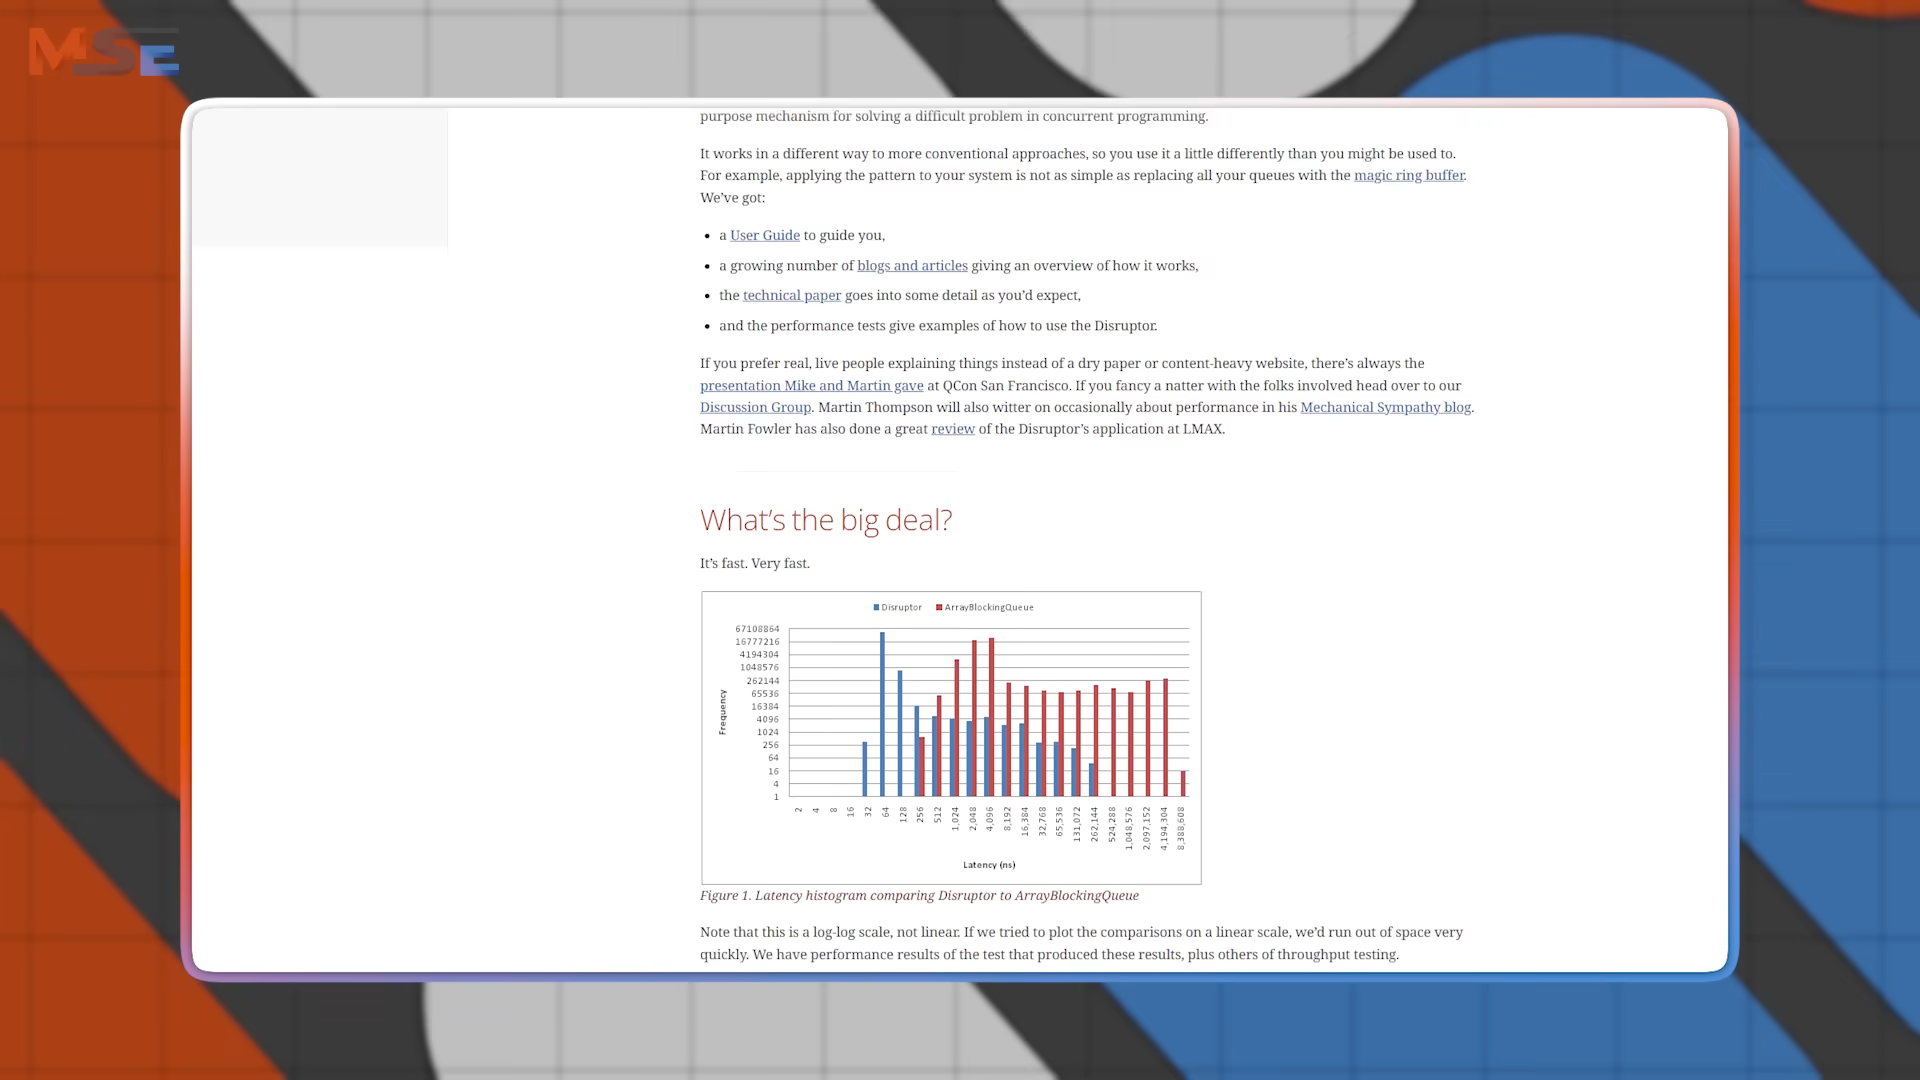 MSE
purpose mechanism for solving a difficult problem in concurrent programming.
It works in a different way to more conventional approaches, so you use it a little differently than you might be used to.
For example, applying the pattern to your system is not as simple as replacing all your queues with the magic ring buffer.
We've got:
• a User Guide to guide you,
• a growing number of blogs and articles giving an overview of how it works,
• the technical paper goes into some detail as you'd expect,
• and the performance tests give examples of how to use the Disruptor.
If you prefer real, live people explaining things instead of a dry paper or content-heavy website, there's always the
presentation Mike and Martin gave at QCon San Francisco. If you fancy a natter with the folks involved head over to our
Discussion Group. Martin Thompson will also witter on occasionally about performance in his Mechanical Sympathy blog.
Martin Fowler has also done a great review of the Disruptor's application at LMAX.
What's the big deal?
It's fast. Very fast.
Disruptor ArrayBlockingQueue
67108864
16777216
4194304
1048576
262144
65536
16384
4096
1024
256
64
16
4
1
Frequency
2 4 8 16 32 64 128 256 512 1,024 2,048 4,096 8,192 16,384 32,768 65,536 131,072 262,144 524,288 1,048,576 2,097,152 4,194,304 8,388,608
Latency (ns)
Figure 1. Latency histogram comparing Disruptor to ArrayBlockingQueue
Note that this is a log-log scale, not linear. If we tried to plot the comparisons on a linear scale, we'd run out of space very
quickly. We have performance results of the test that produced these results, plus others of throughput testing.